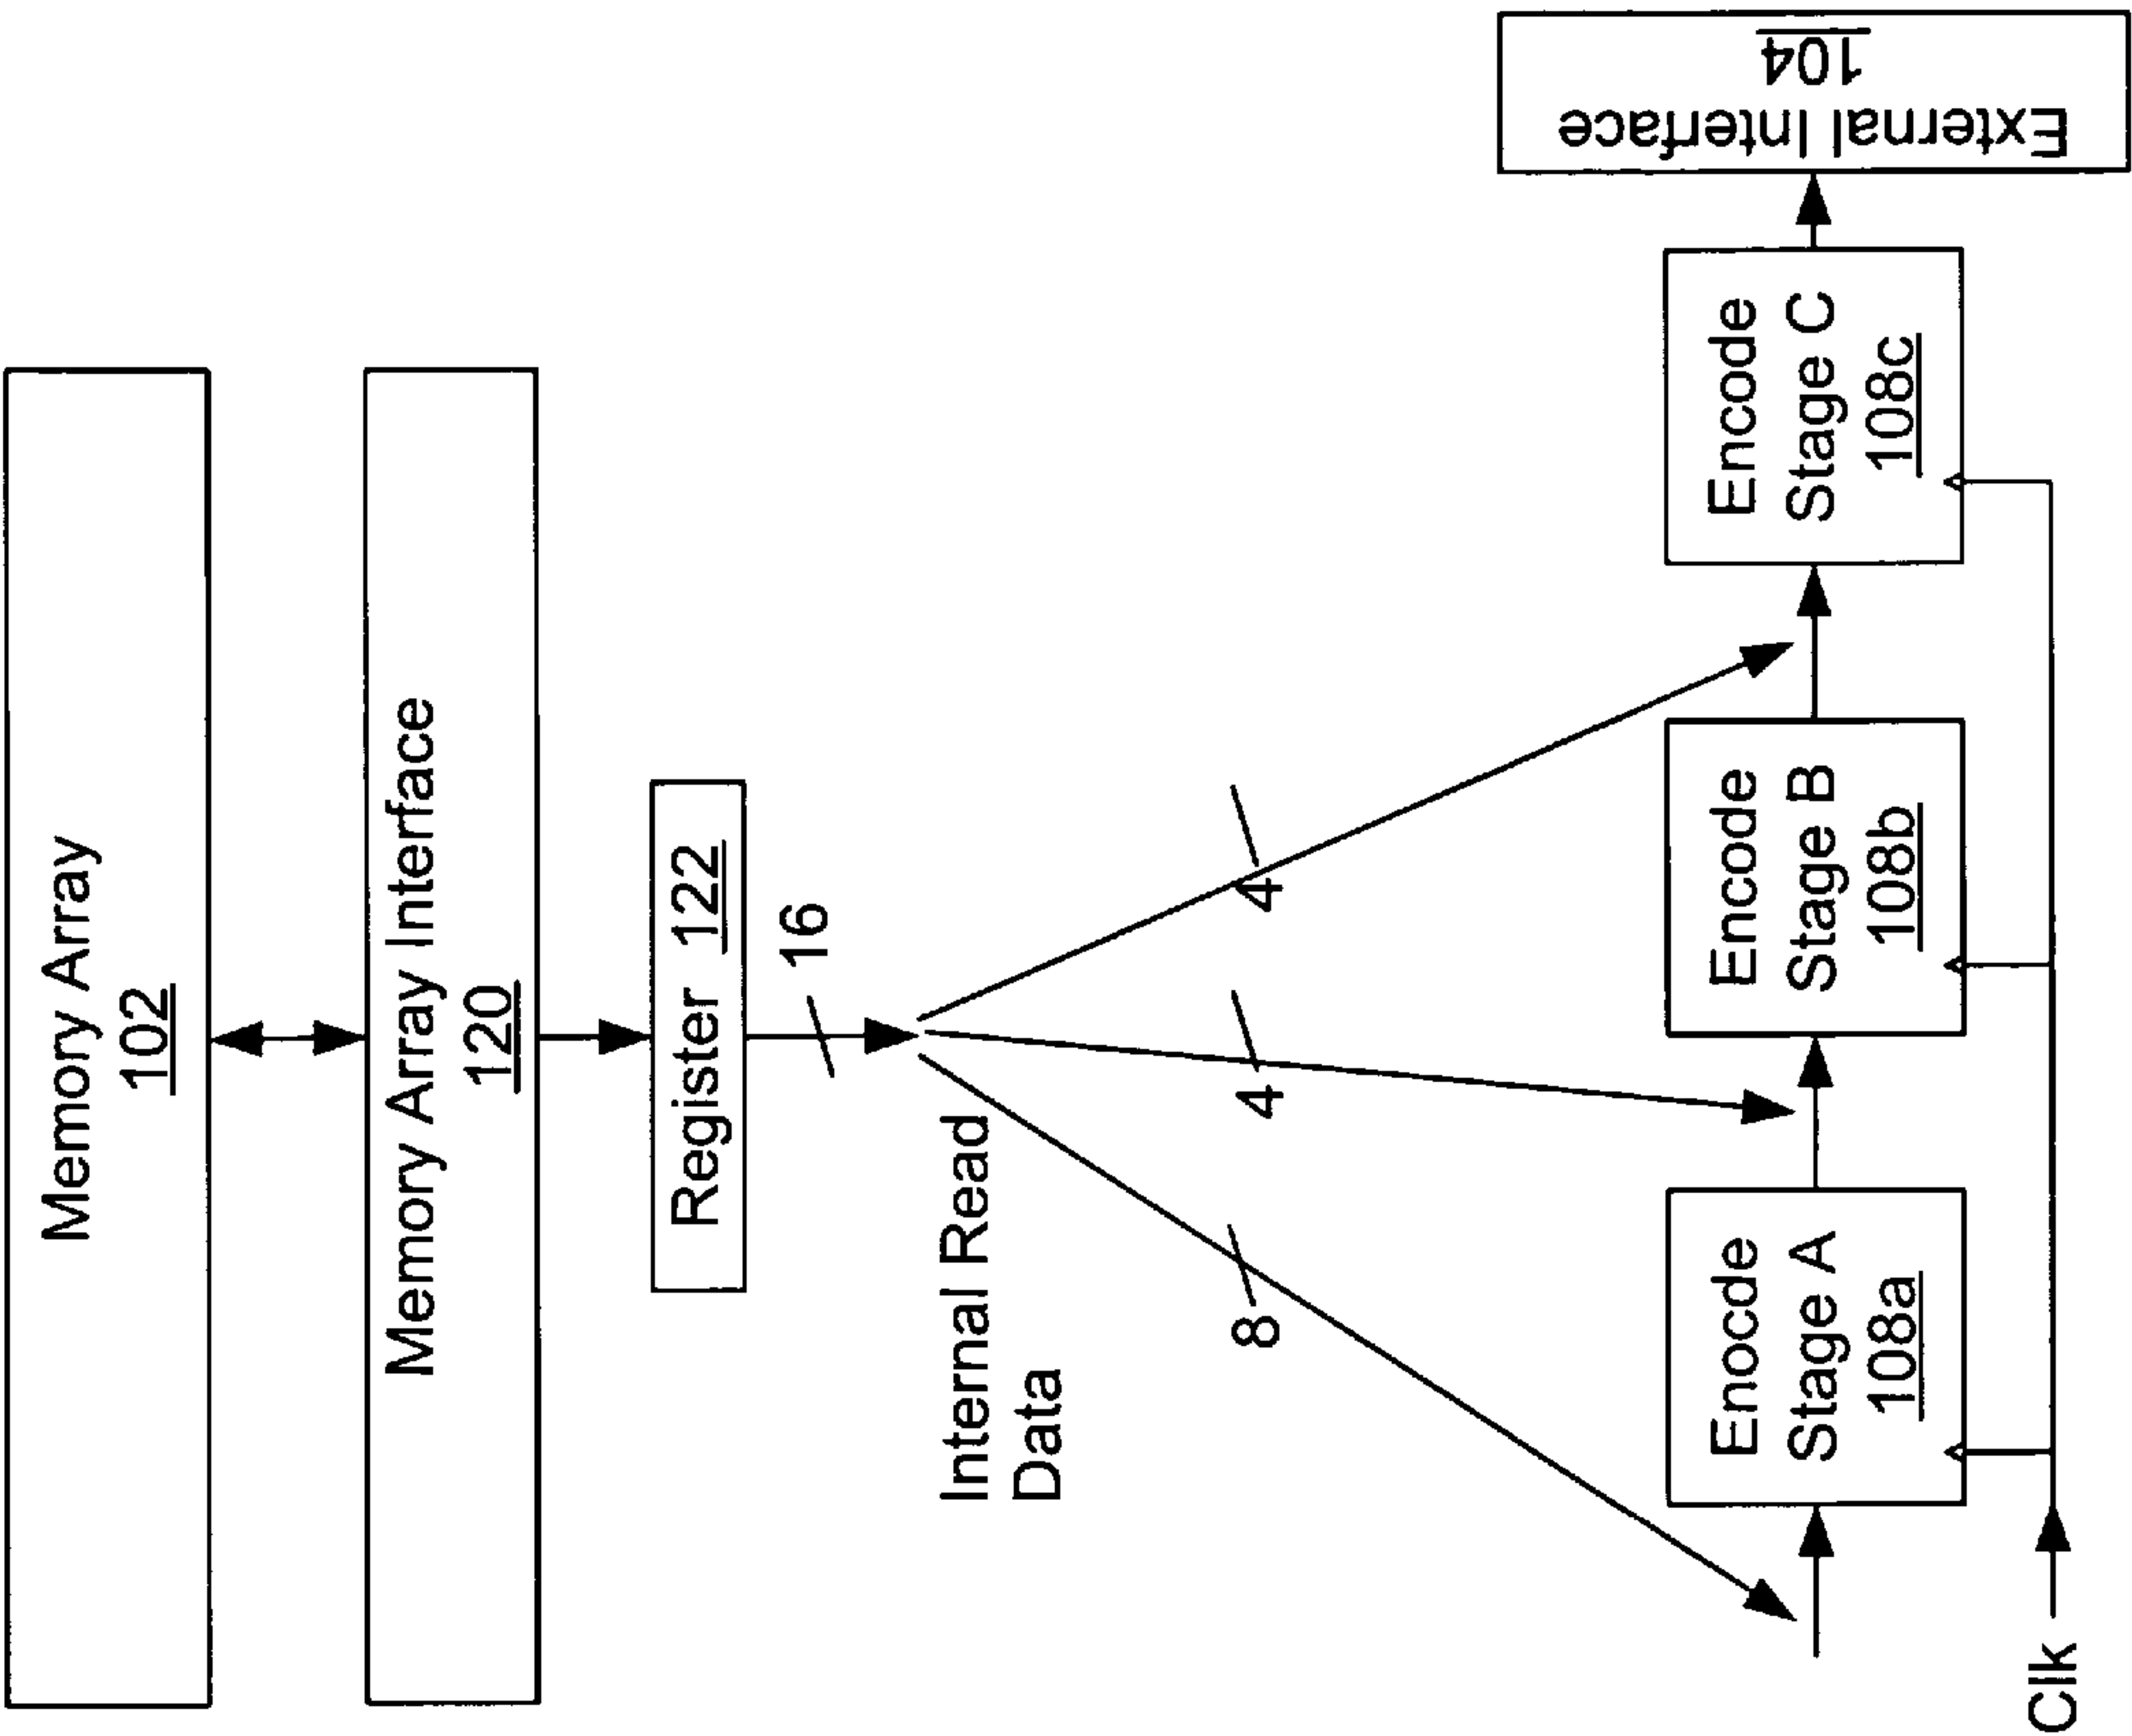 Memory Array
102
Memory Array Interface
120
Register 122
16
Internal Read
Data
8
4
4
Encode
Stage A
108a
Encode
Stage B
108b
Encode
Stage C
108c
External Interface
104
Clk